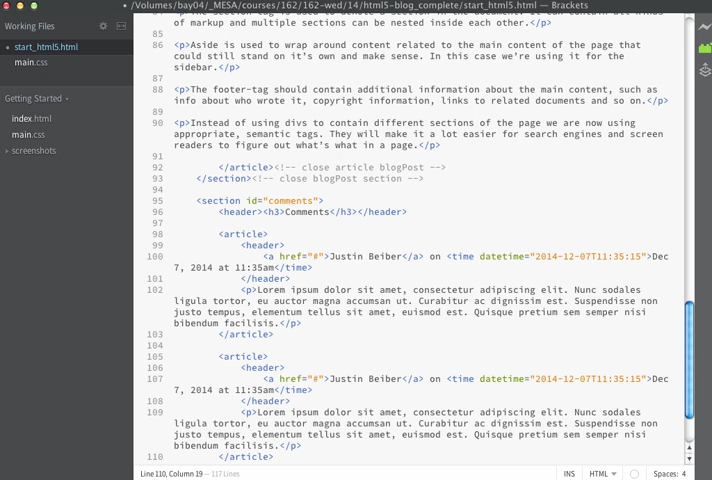 /Volumes/bay04/_MESA/courses/162/162-wed/14/html5-blog_complete/start_html5.html — Brackets
Working Files
• start_html5.html
main.css
Getting Started
index.html
main.css
screenshots
of markup and multiple sections can be nested inside each other.</p>
85
86 <p>Aside is used to wrap around content related to the main content of the page that
could still stand on it's own and make sense. In this case we're using it for the
sidebar.</p>
87
88 <p>The footer-tag should contain additional information about the main content, such as
info about who wrote it, copyright information, links to related documents and so on.</p>
89
90 <p>Instead of using divs to contain different sections of the page we are now using
appropriate, semantic tags. They will make it a lot easier for search engines and screen
readers to figure out what's what in a page.</p>
91
92 </article><!-- close article blogPost -->
93 </section><!-- close blogPost section -->
94
95 <section id="comments">
96 <header><h3>Comments</h3></header>
97
98 <article>
99 <header>
100 <a href="#">Justin Beiber</a> on <time datetime="2014-12-07T11:35:15">Dec
7, 2014 at 11:35am</time>
101 </header>
102 <p>Lorem ipsum dolor sit amet, consectetur adipiscing elit. Nunc sodales
ligula tortor, eu auctor magna accumsan ut. Curabitur ac dignissim est. Suspendisse non
justo tempus, elementum tellus sit amet, euismod est. Quisque pretium sem semper nisi
bibendum facilisis.</p>
103 </article>
104
105 <article>
106 <header>
107 <a href="#">Justin Beiber</a> on <time datetime="2014-12-07T11:35:15">Dec
7, 2014 at 11:35am</time>
108 </header>
109 <p>Lorem ipsum dolor sit amet, consectetur adipiscing elit. Nunc sodales
ligula tortor, eu auctor magna accumsan ut. Curabitur ac dignissim est. Suspendisse non
justo tempus, elementum tellus sit amet, euismod est. Quisque pretium sem semper nisi
bibendum facilisis.</p>
110 </article>
Line 110, Column 19 — 117 Lines
INS HTML Spaces: 4